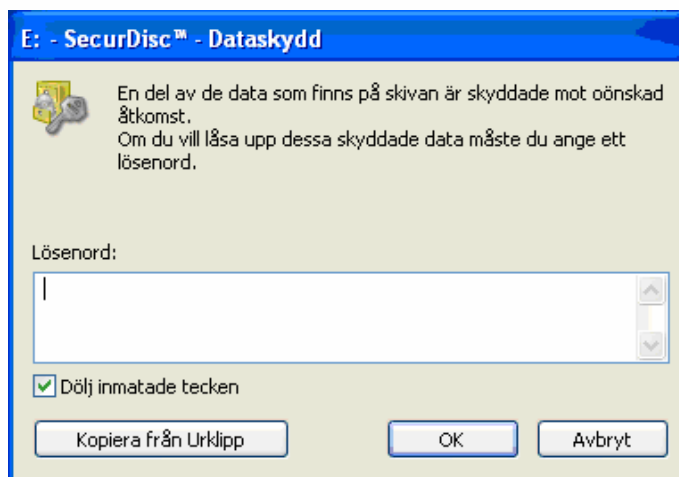 E: - SecurDisc™ - Dataskydd
En del av de data som finns på skivan är skyddade mot oönskad
åtkomst.
Om du vill låsa upp dessa skyddade data måste du ange ett
lösenord.
Lösenord:
Dölj inmatade tecken
Kopiera från Urklipp
OK
Avbryt